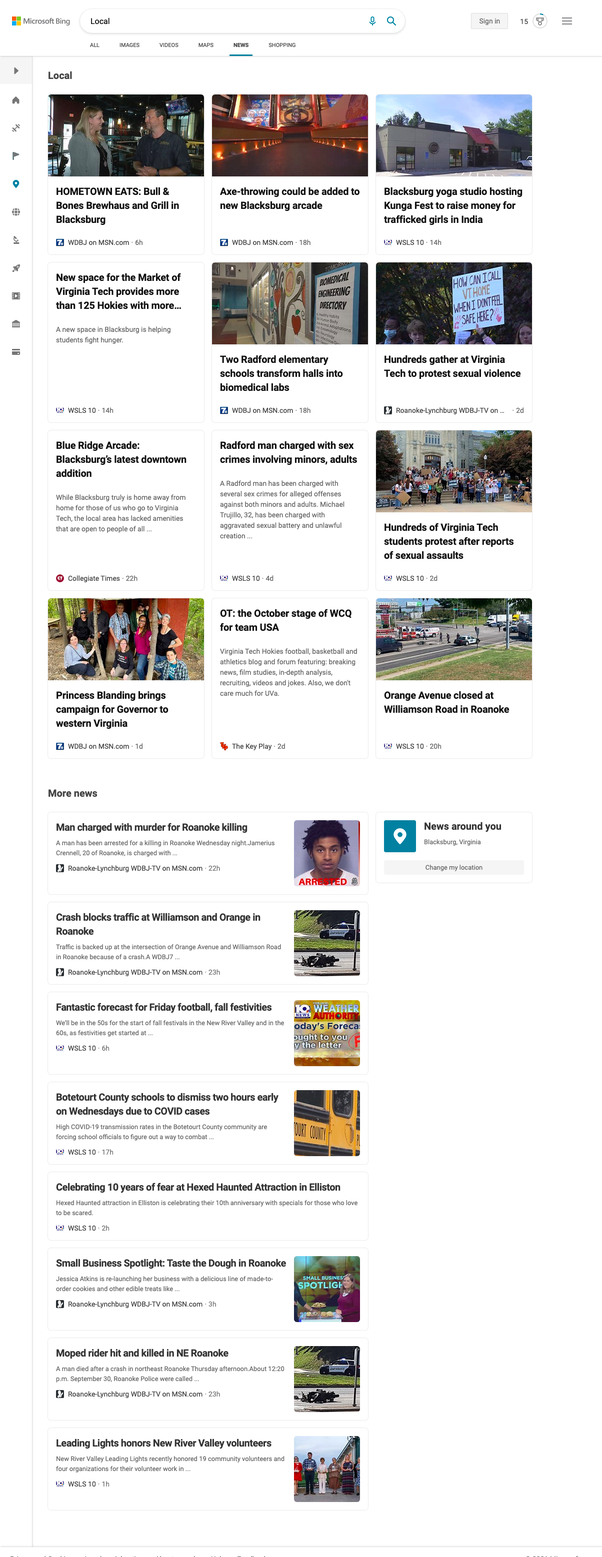 Microsoft Bing
Local
Sign in
15
ALL
IMAGES
VIDEOS
MAPS
NEWS
SHOPPING
Local
HOMETOWN EATS: Bull &
Bones Brewhaus and Grill in
Blacksburg
WDBJ on MSN.com · 6h
Axe-throwing could be added to
new Blacksburg arcade
WDBJ on MSN.com · 18h
Blacksburg yoga studio hosting
Kunga Fest to raise money for
trafficked girls in India
WSLS 10 · 14h
New space for the Market of
Virginia Tech provides more
than 125 Hokies with more...
A new space in Blacksburg is helping
students fight hunger.
WSLS 10 · 14h
BIOMEDICAL
ENGINEERING
DIRECTORY
Two Radford elementary
schools transform halls into
biomedical labs
WDBJ on MSN.com · 18h
HOW CAN I CALL
VT HOME
WHEN I DON'T FEEL
SAFE HERE?
Hundreds gather at Virginia
Tech to protest sexual violence
Roanoke-Lynchburg WDBJ-TV on ... · 2d
Blue Ridge Arcade:
Blacksburg's latest downtown
addition
While Blacksburg truly is home away from
home for those of us who go to Virginia
Tech, the local area has lacked amenities
that are open to people of all ...
Collegiate Times · 22h
Radford man charged with sex
crimes involving minors, adults
A Radford man has been charged with
several sex crimes for alleged offenses
against both minors and adults. Michael
Trujillo, 32, has been charged with
aggravated sexual battery and unlawful
creation ...
WSLS 10 · 4d
Hundreds of Virginia Tech
students protest after reports
of sexual assaults
WSLS 10 · 2d
Princess Blanding brings
campaign for Governor to
western Virginia
WDBJ on MSN.com · 1d
OT: the October stage of WCQ
for team USA
Virginia Tech Hokies football, basketball and
athletics blog and forum featuring: breaking
news, film studies, in-depth analysis,
recruiting, videos and jokes. Also, we don't
care much for UVa.
The Key Play · 2d
Orange Avenue closed at
Williamson Road in Roanoke
WSLS 10 · 20h
More news
Man charged with murder for Roanoke killing
A man has been arrested for a killing in Roanoke Wednesday night.Jamerius
Crennell, 20 of Roanoke, is charged with ...
Roanoke-Lynchburg WDBJ-TV on MSN.com · 22h
ARRESTED
News around you
Blacksburg, Virginia
Change my location
Crash blocks traffic at Williamson and Orange in
Roanoke
Traffic is backed up at the intersection of Orange Avenue and Williamson Road
in Roanoke because of a crash.A WDBJ7 ...
Roanoke-Lynchburg WDBJ-TV on MSN.com · 23h
Fantastic forecast for Friday football, fall festivities
We'll be in the 50s for the start of fall festivals in the New River Valley and in the
60s, as festivities get started at ...
WSLS 10 · 6h
10
WEATHER
AUTHORITY
oday's Foreca
ought to you
y the letter
Botetourt County schools to dismiss two hours early
on Wednesdays due to COVID cases
High COVID-19 transmission rates in the Botetourt County community are
forcing school officials to figure out a way to combat ...
WSLS 10 · 17h
OURT COUNTY
Celebrating 10 years of fear at Hexed Haunted Attraction in Elliston
Hexed Haunted attraction in Elliston is celebrating their 10th anniversary with specials for those who love
to be scared.
WSLS 10 · 2h
Small Business Spotlight: Taste the Dough in Roanoke
Jessica Atkins is re-launching her business with a delicious line of made-to-
order cookies and other edible treats like ...
Roanoke-Lynchburg WDBJ-TV on MSN.com · 3h
SMALL BUSINESS
SPOTLIGH
Moped rider hit and killed in NE Roanoke
A man died after a crash in northeast Roanoke Thursday afternoon.About 12:20
p.m. September 30, Roanoke Police were called ...
Roanoke-Lynchburg WDBJ-TV on MSN.com · 23h
Leading Lights honors New River Valley volunteers
New River Valley Leading Lights recently honored 19 community volunteers and
four organizations for their volunteer work in ...
WSLS 10 · 1h